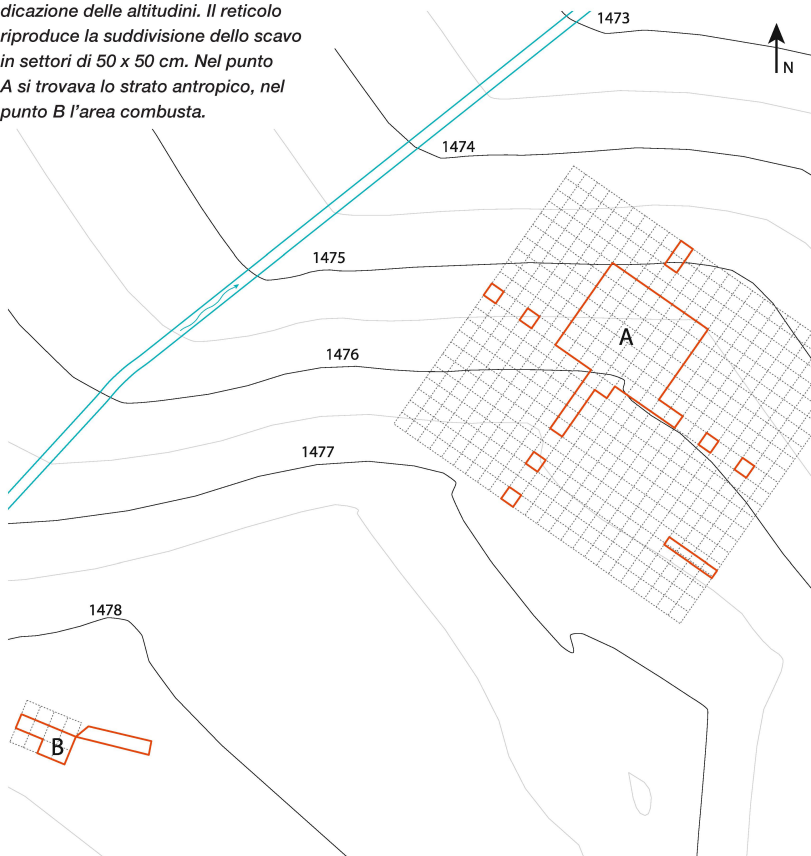 dicazione delle altitudini. Il reticolo
riproduce la suddivisione dello scavo
in settori di 50 x 50 cm. Nel punto
A si trovava lo strato antropico, nel
punto B l’area combusta.
1473
N
1474
1475
A
1476
1477
1478
B